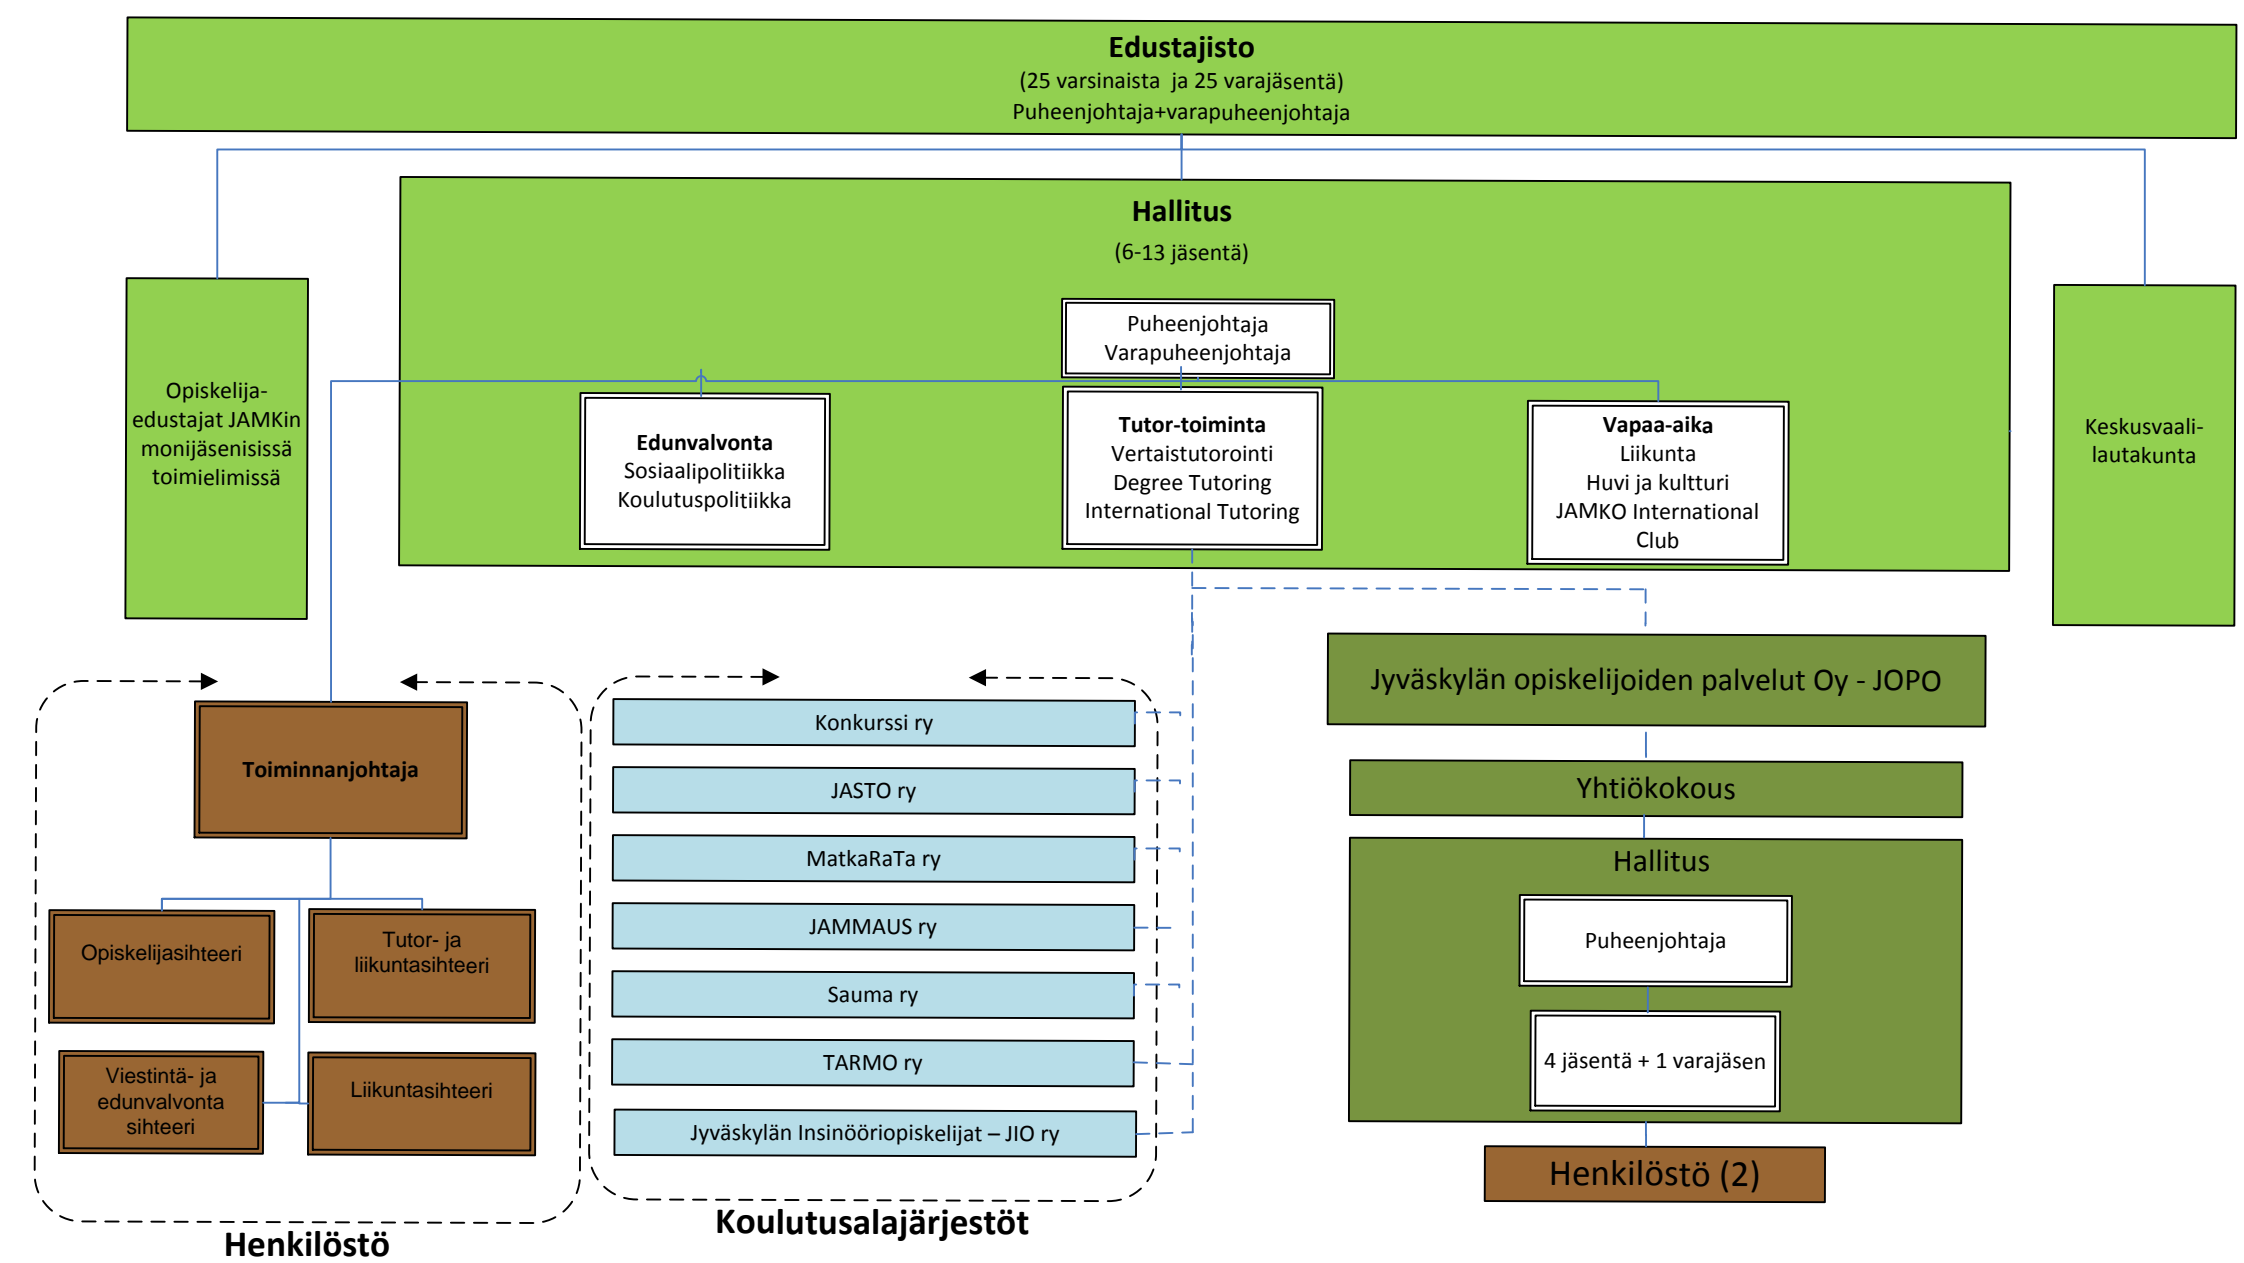 Edustajisto
(25 varsinaista ja 25 varajäsentä)
Puheenjohtaja+varapuheenjohtaja
Hallitus
(6-13 jäsentä)
Puheenjohtaja
Varapuheenjohtaja
Opiskelija-
edustajat JAMKin
monijäsenisissä
toimielimissä
Edunvalvonta
Sosiaalipolitiikka
Koulutuspolitiikka
Tutor-toiminta
Vertaistutorointi
Degree Tutoring
International Tutoring
Vapaa-aika
Liikunta
Huvi ja kultturi
JAMKO International
Club
Keskusvaali-
lautakunta
Toiminnanjohtaja
Opiskelijasihteeri
Tutor- ja
liikuntasihteeri
Viestintä- ja
edunvalvonta
sihteeri
Liikuntasihteeri
Henkilöstö
Konkurssi ry
JASTO ry
MatkaRaTa ry
JAMMAUS ry
Sauma ry
TARMO ry
Jyväskylän Insinööriopiskelijat – JIO ry
Koulutusalajärjestöt
Jyväskylän opiskelijoiden palvelut Oy - JOPO
Yhtiökokous
Hallitus
Puheenjohtaja
4 jäsentä + 1 varajäsen
Henkilöstö (2)